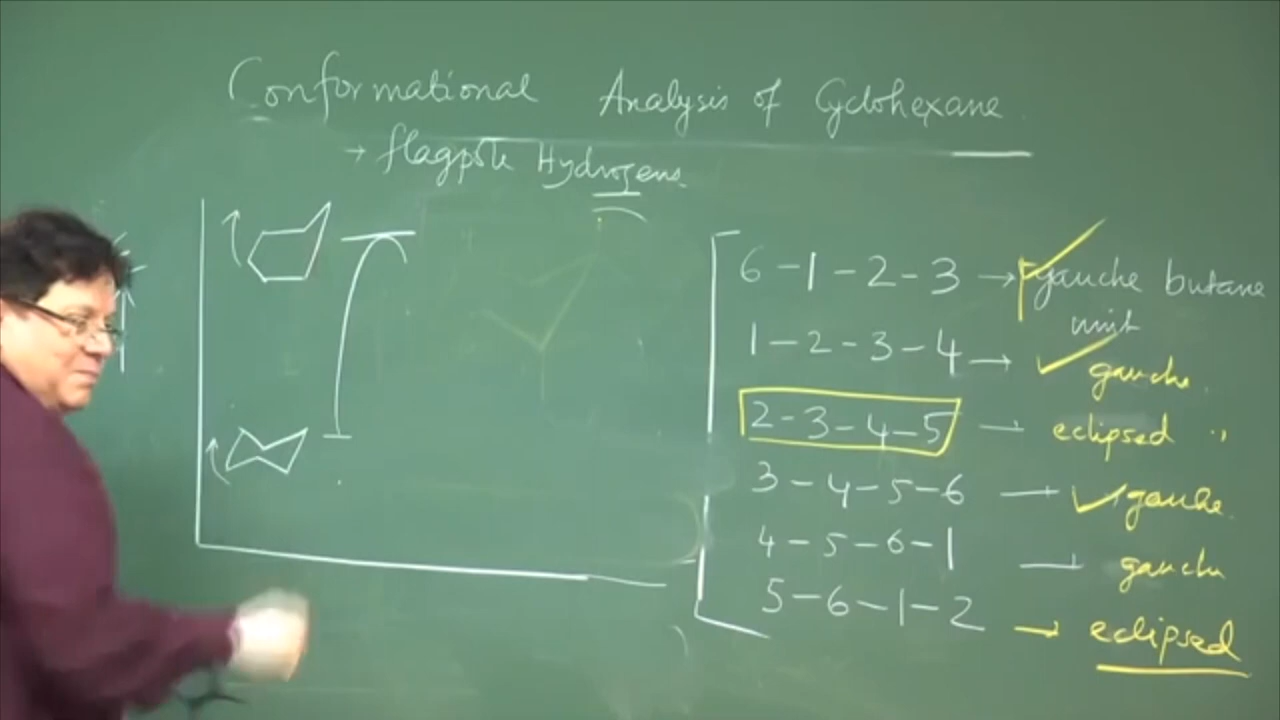 Conformational Analysis of Cyclohexane
→ flagpole Hydrogens
6-1-2-3 → gauche butane
unit
1-2-3-4 → gauche
2-3-4-5 → eclipsed "
3-4-5-6 → gauche
4-5-6-1 → gauche
5-6-1-2 → eclipsed